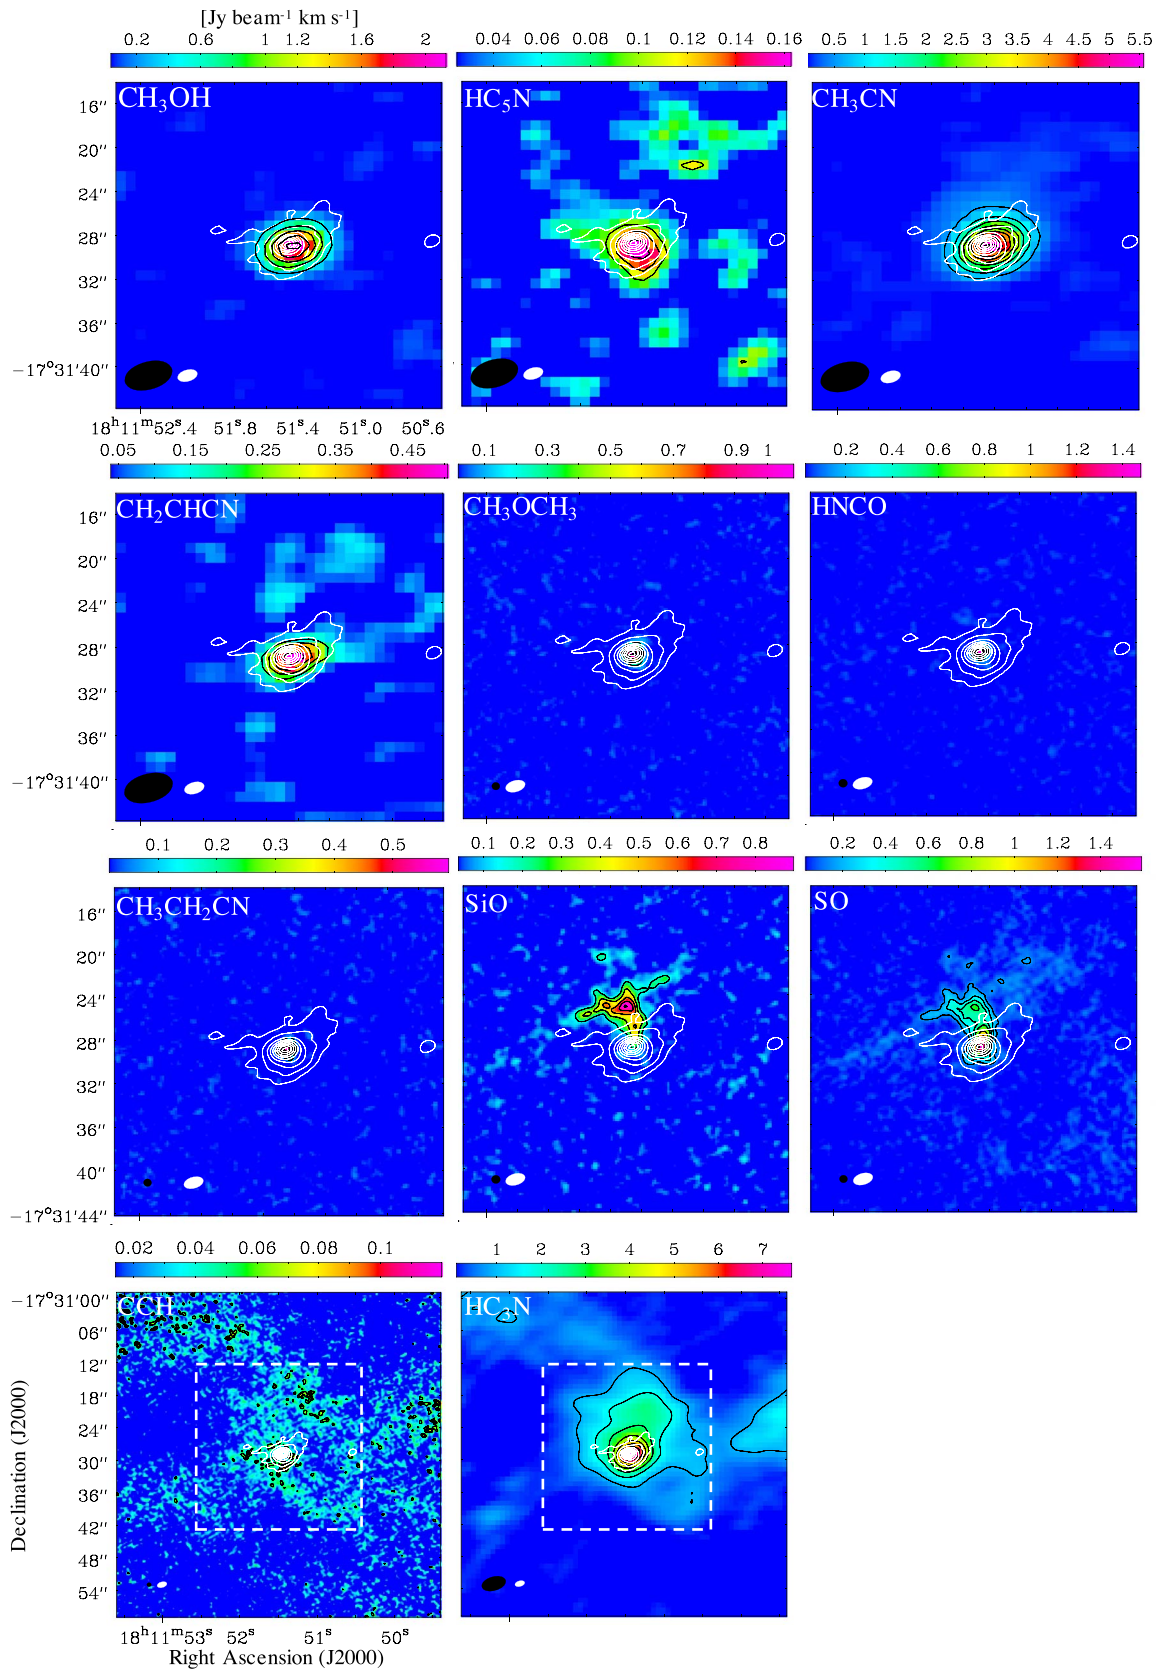 [Jy beam-1 km s-1]
0.2 0.6 1 1.2 1.6 2
0.04 0.06 0.08 0.1 0.12 0.14 0.16
0.5 1 1.5 2 2.5 3 3.5 4 4.5 5 5.5
CH3OH HC5N CH3CN
16″
20″
24″
28″
32″
36″
−17°31′40″
18h11m52s.4 51s.8 51s.4 51s.0 50s.6
0.05 0.15 0.25 0.35 0.45
0.1 0.3 0.5 0.7 0.9 1
0.2 0.4 0.6 0.8 1 1.2 1.4
CH2CHCN CH3OCH3 HNCO
16″
20″
24″
28″
32″
36″
−17°31′40″
0.1 0.3 0.4 0.5
0.1 0.2 0.3 0.4 0.5 0.6 0.7 0.8
0.2 0.4 0.6 0.8 1 1.2 1.4
CH3CH2CN SiO SO
16″
20″
24″
28″
32″
36″
40″
−17°31′44″
0.02 0.04 0.06 0.08 0.1
1 2 3 4 5 6 7
CCH HC3N
−17°31′00″
06″
12″
18″
24″
30″
36″
42″
48″
54″
18h11m53s 52s 51s 50s
Right Ascension (J2000)
Declination (J2000)